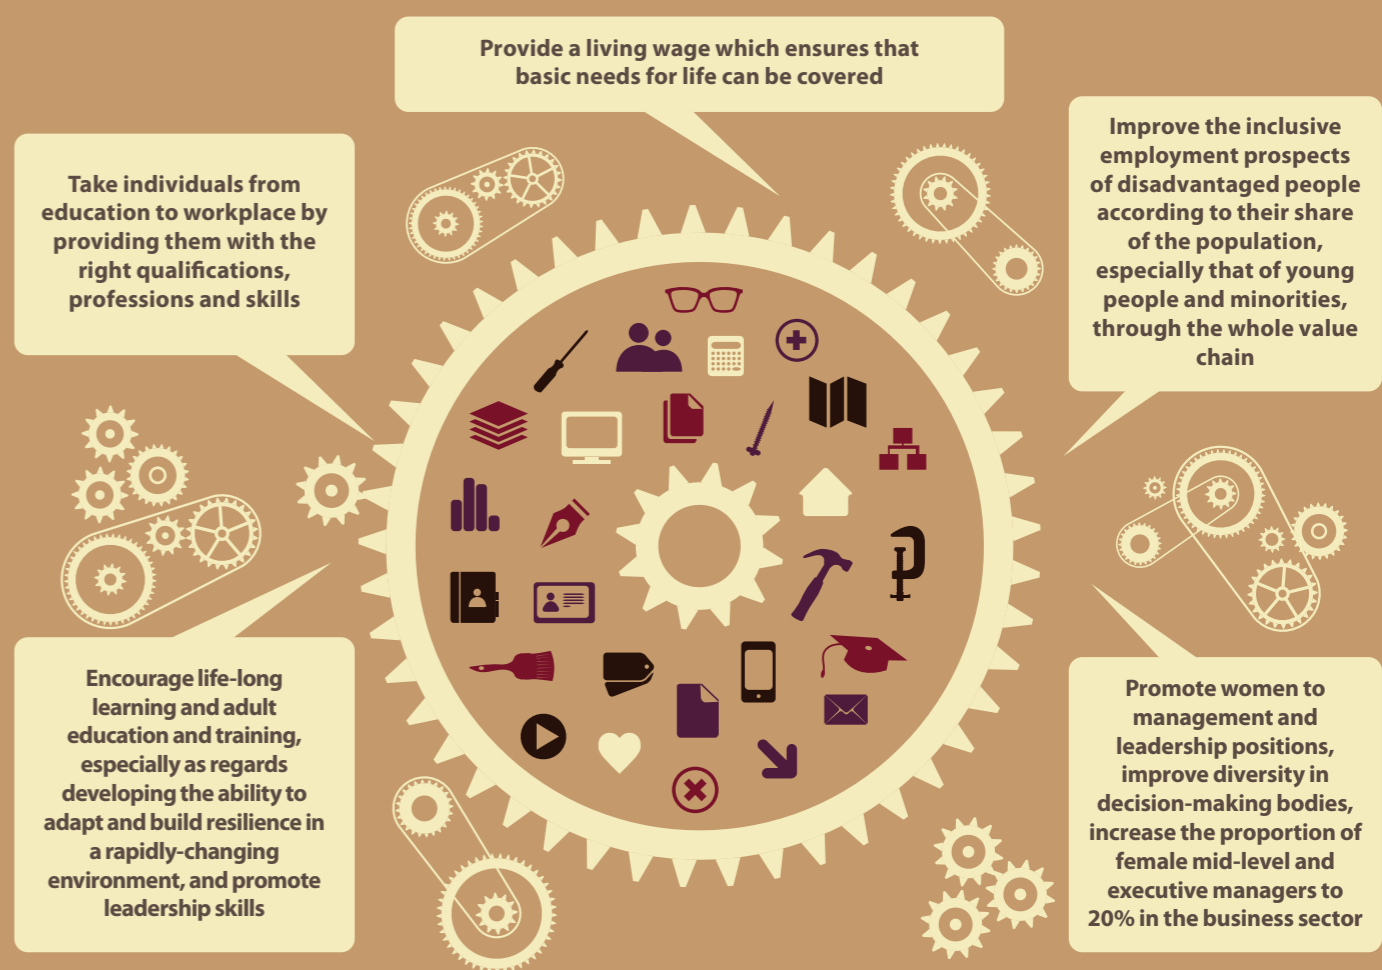 Provide a living wage which ensures that
basic needs for life can be covered
Take individuals from
education to workplace by
providing them with the
right qualifications,
professions and skills
Improve the inclusive
employment prospects
of disadvantaged people
according to their share
of the population,
especially that of young
people and minorities,
through the whole value
chain
Encourage life-long
learning and adult
education and training,
especially as regards
developing the ability to
adapt and build resilience in
a rapidly-changing
environment, and promote
leadership skills
Promote women to
management and
leadership positions,
improve diversity in
decision-making bodies,
increase the proportion of
female mid-level and
executive managers to
20% in the business sector